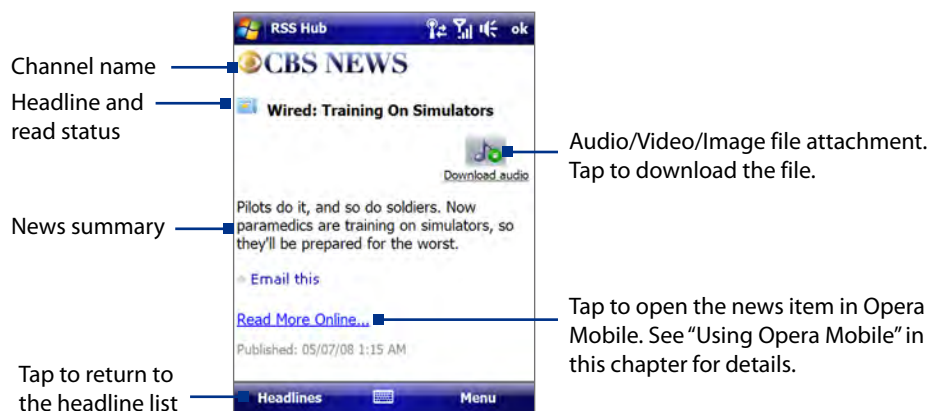 RSS Hub
ok
Channel name
CBS NEWS
Headline and
read status
Wired: Training On Simulators
Download audio
Audio/Video/Image file attachment.
Tap to download the file.
News summary
Pilots do it, and so do soldiers. Now
paramedics are training on simulators, so
they'll be prepared for the worst.
Email this
Read More Online...
Tap to open the news item in Opera
Mobile. See “Using Opera Mobile” in
this chapter for details.
Published: 05/07/08 1:15 AM
Tap to return to
the headline list
Headlines
Menu